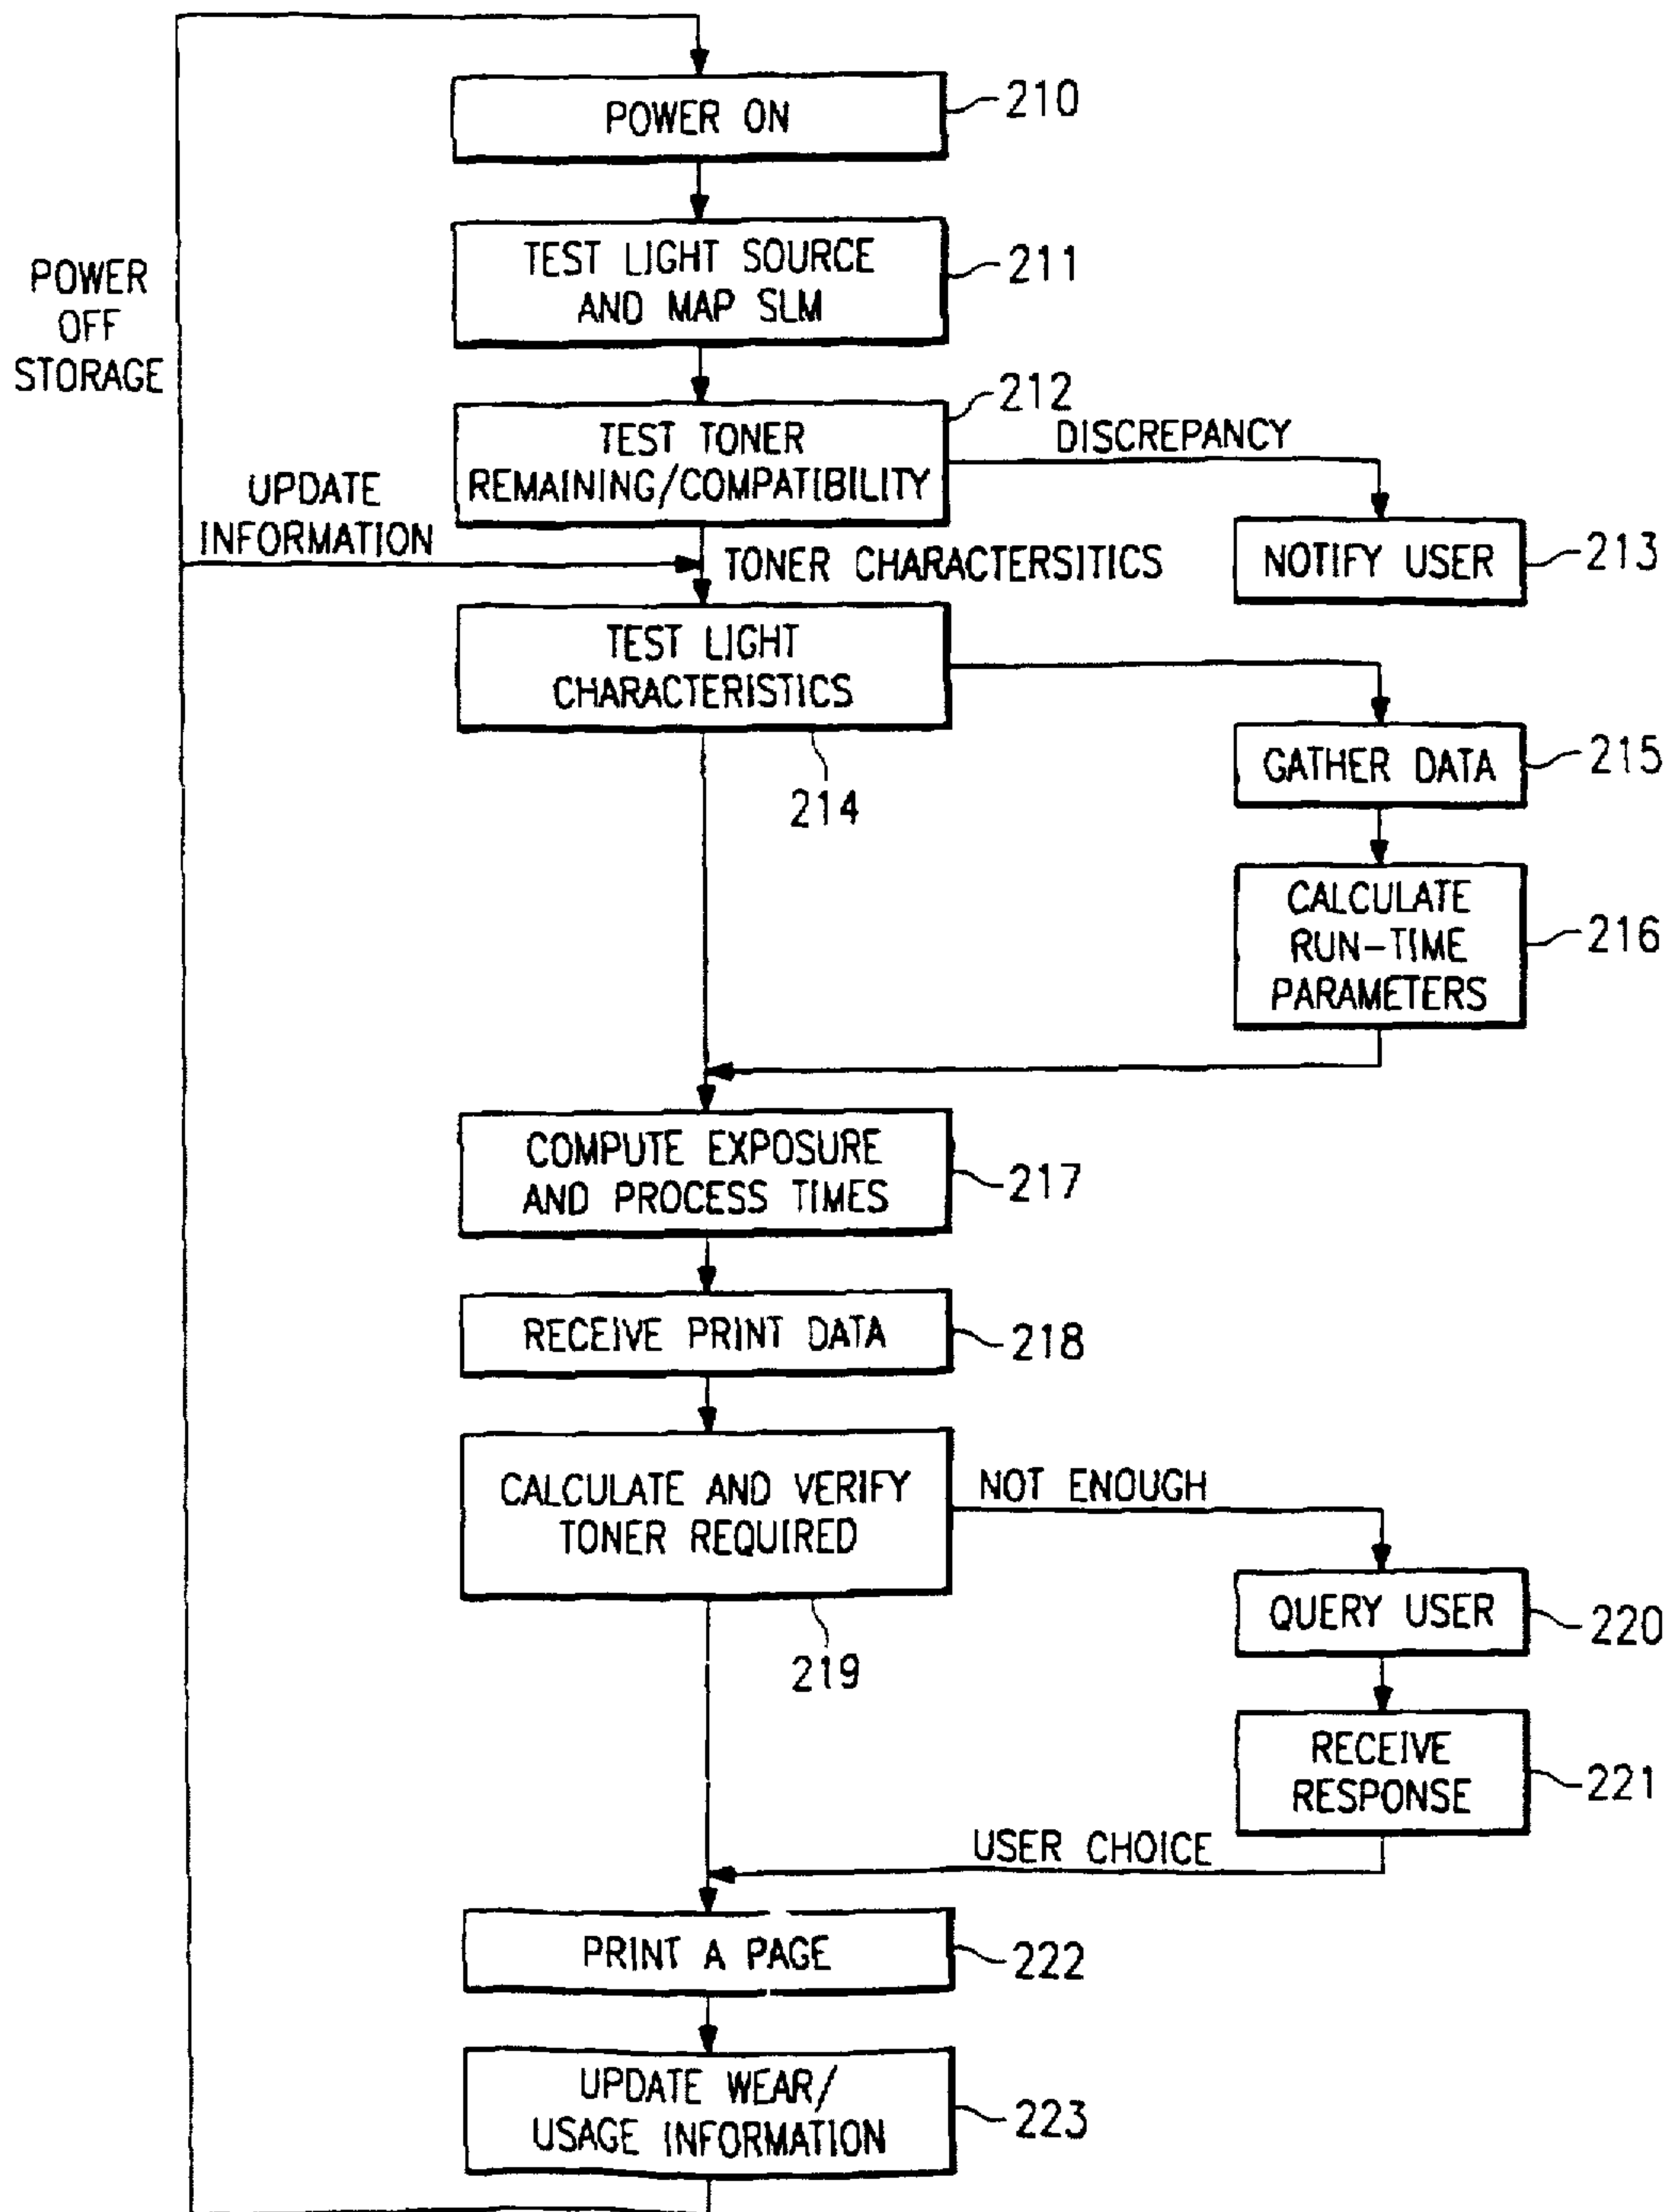 POWER ON
210
TEST LIGHT SOURCE
AND MAP SLM
211
POWER
OFF
STORAGE
TEST TONER
REMAINING/COMPATIBILITY
212
DISCREPANCY
NOTIFY USER
213
UPDATE
INFORMATION
TONER CHARACTERSITICS
TEST LIGHT
CHARACTERISTICS
214
GATHER DATA
215
CALCULATE
RUN-TIME
PARAMETERS
216
COMPUTE EXPOSURE
AND PROCESS TIMES
217
RECEIVE PRINT DATA
218
CALCULATE AND VERIFY
TONER REQUIRED
219
NOT ENOUGH
QUERY USER
220
RECEIVE
RESPONSE
221
USER CHOICE
PRINT A PAGE
222
UPDATE WEAR/
USAGE INFORMATION
223